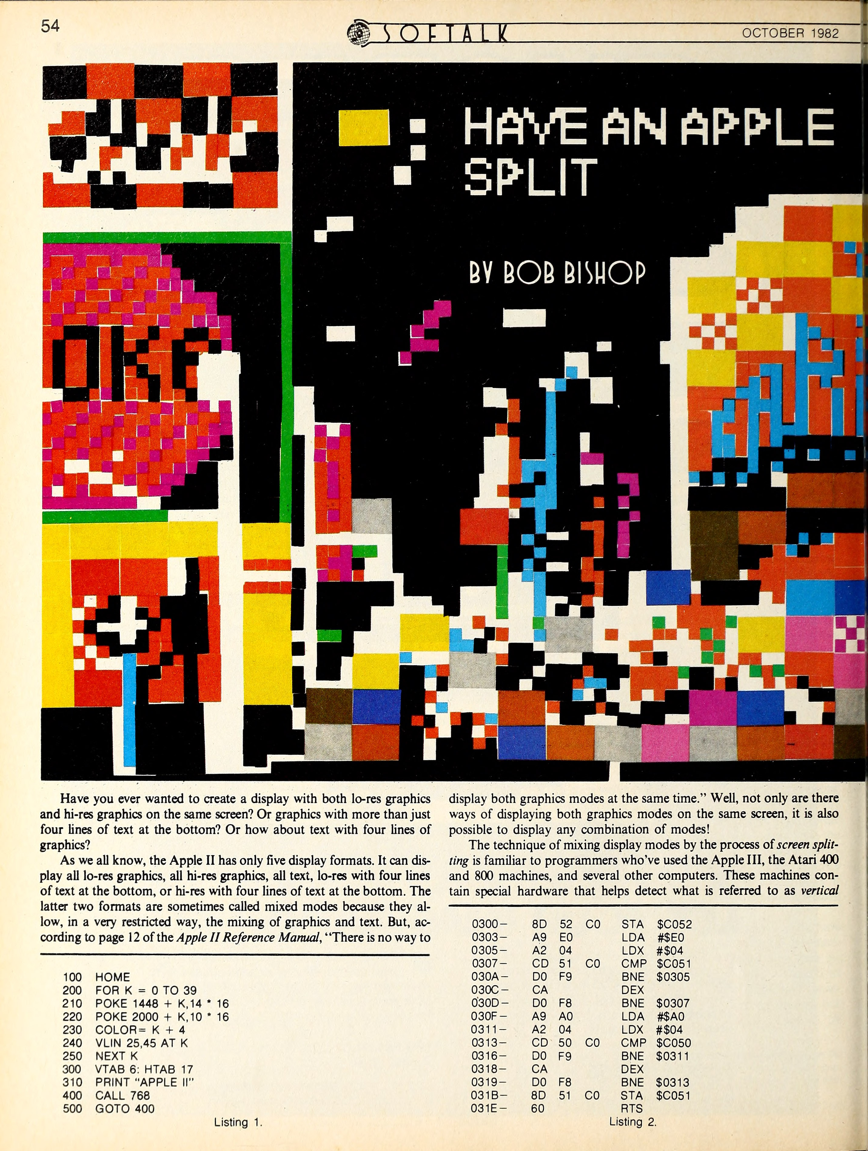 54
SOFTALK
OCTOBER 1982
HAVE AN APPLE
SPLIT
BY BOB BISHOP
Have you ever wanted to create a display with both lo-res graphics
and hi-res graphics on the same screen? Or graphics with more than just
four lines of text at the bottom? Or how about text with four lines of
graphics?
As we all know, the Apple II has only five display formats. It can dis-
play all lo-res graphics, all hi-res graphics, all text, lo-res with four lines
of text at the bottom, or hi-res with four lines of text at the bottom. The
latter two formats are sometimes called mixed modes because they al-
low, in a very restricted way, the mixing of graphics and text. But, ac-
cording to page 12 of the Apple II Reference Manual, “There is no way to
display both graphics modes at the same time.” Well, not only are there
ways of displaying both graphics modes on the same screen, it is also
possible to display any combination of modes!
The technique of mixing display modes by the process of screen split-
ting is familiar to programmers who've used the Apple III, the Atari 400
and 800 machines, and several other computers. These machines con-
tain special hardware that helps detect what is referred to as vertical
100 HOME
200 FOR K = 0 TO 39
210 POKE 1448 + K,14 * 16
220 POKE 2000 + K,10 * 16
230 COLOR= K + 4
240 VLIN 25,45 AT K
250 NEXT K
300 VTAB 6: HTAB 17
310 PRINT "APPLE II"
400 CALL 768
500 GOTO 400
Listing 1.
0300– 8D 52 C0 STA $C052
0303– A9 E0 LDA #$E0
0305– A2 04 LDX #$04
0307– CD 51 C0 CMP $C051
030A– D0 F9 BNE $0305
030C– CA DEX
030D– D0 F8 BNE $0307
030F– A9 A0 LDA #$A0
0311– A2 04 LDX #$04
0313– CD 50 C0 CMP $C050
0316– D0 F9 BNE $0311
0318– CA DEX
0319– D0 F8 BNE $0313
031B– 8D 51 C0 STA $C051
031E– 60 RTS
Listing 2.